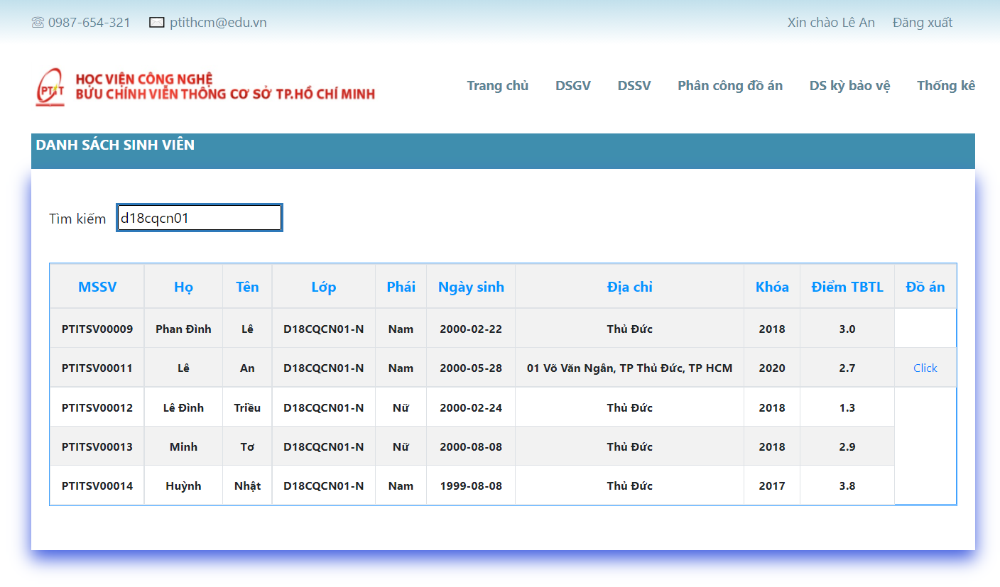 ☏ 0987-654-321 ptithcm@edu.vn Xin chào Lê An Đăng xuất
PTIT HỌC VIỆN CÔNG NGHỆ
BƯU CHÍNH VIỄN THÔNG CƠ SỞ TP.HỒ CHÍ MINH
Trang chủ DSGV DSSV Phân công đồ án DS kỳ bảo vệ Thống kê
DANH SÁCH SINH VIÊN
Tìm kiếm d18cqcn01
MSSV Họ Tên Lớp Phái Ngày sinh Địa chỉ Khóa Điểm TBTL Đồ án
PTITSV00009 Phan Đình Lê D18CQCN01-N Nam 2000-02-22 Thủ Đức 2018 3.0
PTITSV00011 Lê An D18CQCN01-N Nam 2000-05-28 01 Võ Văn Ngân, TP Thủ Đức, TP HCM 2020 2.7 Click
PTITSV00012 Lê Đình Triều D18CQCN01-N Nữ 2000-02-24 Thủ Đức 2018 1.3
PTITSV00013 Minh Tơ D18CQCN01-N Nữ 2000-08-08 Thủ Đức 2018 2.9
PTITSV00014 Huỳnh Nhật D18CQCN01-N Nam 1999-08-08 Thủ Đức 2017 3.8